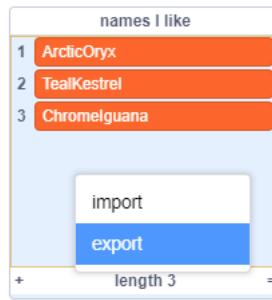 names I like
1 ArcticOryx
2 TealKestrel
3 ChromeIguana
import
export
+ length 3 =